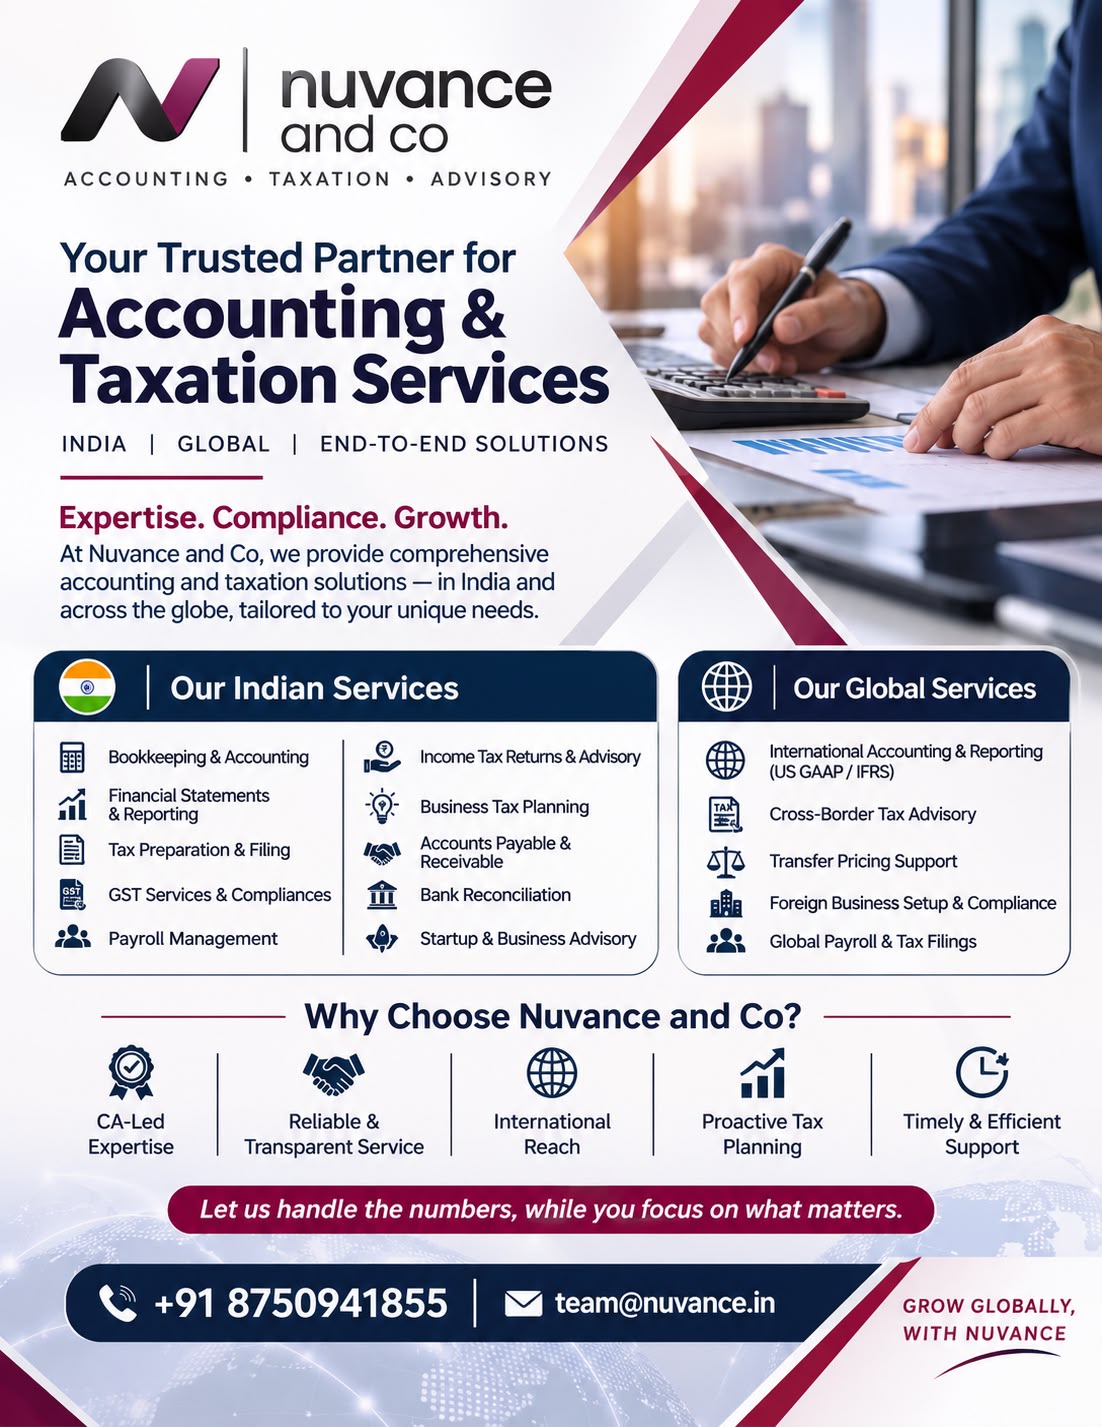 nuvance
and co
ACCOUNTING • TAXATION • ADVISORY
Your Trusted Partner for
Accounting &
Taxation Services
INDIA | GLOBAL | END-TO-END SOLUTIONS
Expertise. Compliance. Growth.
At Nuvance and Co, we provide comprehensive
accounting and taxation solutions — in India and
across the globe, tailored to your unique needs.
Our Indian Services
Bookkeeping & Accounting
Financial Statements
& Reporting
Tax Preparation & Filing
GST
GST Services & Compliances
Payroll Management
₹
Income Tax Returns & Advisory
Business Tax Planning
Accounts Payable &
Receivable
Bank Reconciliation
Startup & Business Advisory
Our Global Services
International Accounting & Reporting
(US GAAP / IFRS)
TAX
Cross-Border Tax Advisory
Transfer Pricing Support
Foreign Business Setup & Compliance
Global Payroll & Tax Filings
Why Choose Nuvance and Co?
CA-Led
Expertise
Reliable &
Transparent Service
International
Reach
Proactive Tax
Planning
Timely & Efficient
Support
Let us handle the numbers, while you focus on what matters.
+91 8750941855 | team@nuvance.in
GROW GLOBALLY,
WITH NUVANCE